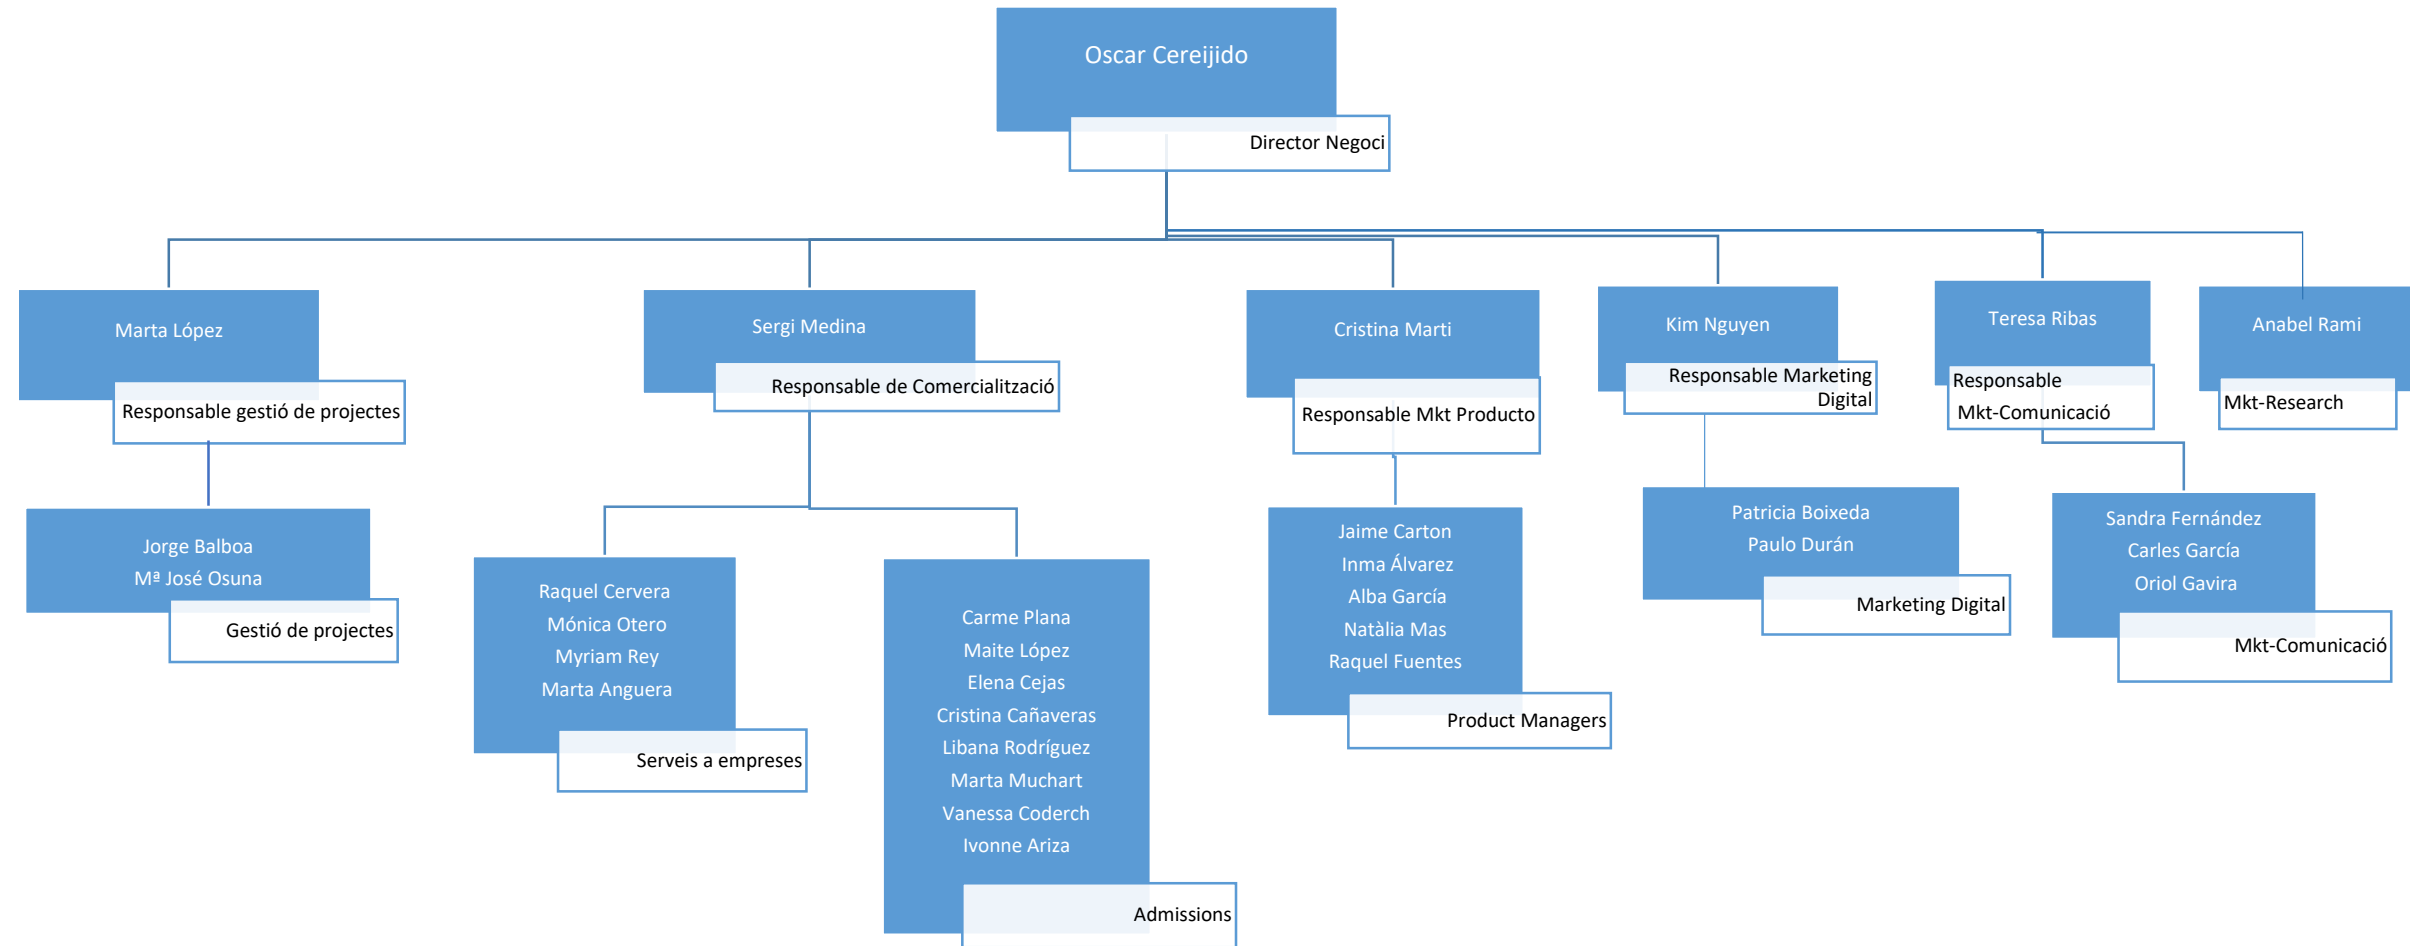 Oscar Cereijido
Director Negoci
Marta López
Responsable gestió de projectes
Sergi Medina
Responsable de Comercialització
Cristina Marti
Responsable Mkt Producto
Kim Nguyen
Responsable Marketing
Digital
Teresa Ribas
Responsable
Mkt-Comunicació
Anabel Rami
Mkt-Research
Jorge Balboa
Mª José Osuna
Gestió de projectes
Raquel Cervera
Mónica Otero
Myriam Rey
Marta Anguera
Serveis a empreses
Carme Plana
Maite López
Elena Cejas
Cristina Cañaveras
Libana Rodríguez
Marta Muchart
Vanessa Coderch
Ivonne Ariza
Admissions
Jaime Carton
Inma Álvarez
Alba García
Natàlia Mas
Raquel Fuentes
Product Managers
Patricia Boixeda
Paulo Durán
Marketing Digital
Sandra Fernández
Carles García
Oriol Gavira
Mkt-Comunicació